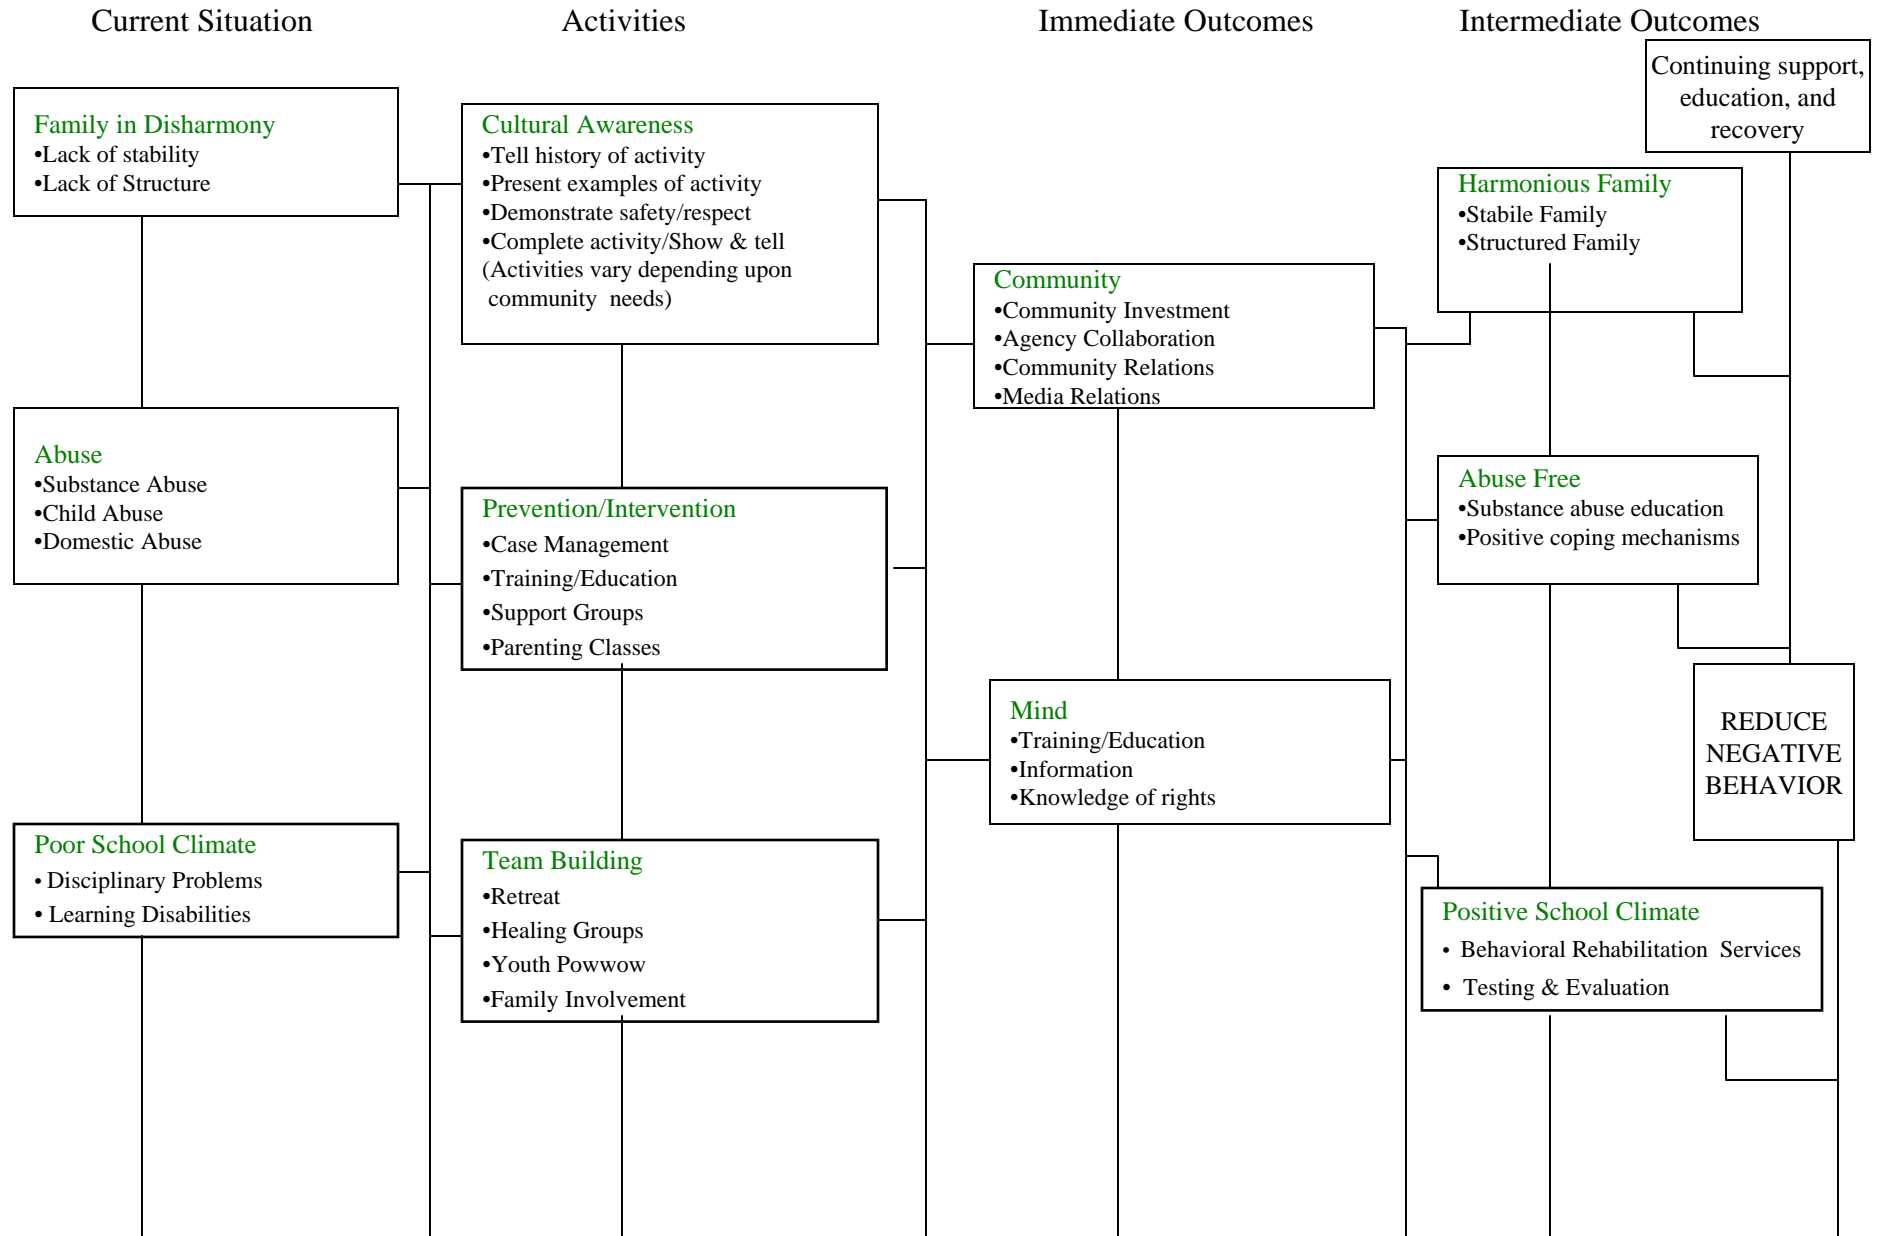 Current Situation
Activities
Immediate Outcomes
Intermediate Outcomes
Family in Disharmony
•Lack of stability
•Lack of Structure
Abuse
•Substance Abuse
•Child Abuse
•Domestic Abuse
Poor School Climate
• Disciplinary Problems
• Learning Disabilities
Cultural Awareness
•Tell history of activity
•Present examples of activity
•Demonstrate safety/respect
•Complete activity/Show & tell
(Activities vary depending upon
community needs)
Prevention/Intervention
•Case Management
•Training/Education
•Support Groups
•Parenting Classes
Team Building
•Retreat
•Healing Groups
•Youth Powwow
•Family Involvement
Community
•Community Investment
•Agency Collaboration
•Community Relations
•Media Relations
Mind
•Training/Education
•Information
•Knowledge of rights
Continuing support,
education, and
recovery
Harmonious Family
•Stabile Family
•Structured Family
Abuse Free
•Substance abuse education
•Positive coping mechanisms
REDUCE
NEGATIVE
BEHAVIOR
Positive School Climate
• Behavioral Rehabilitation Services
• Testing & Evaluation